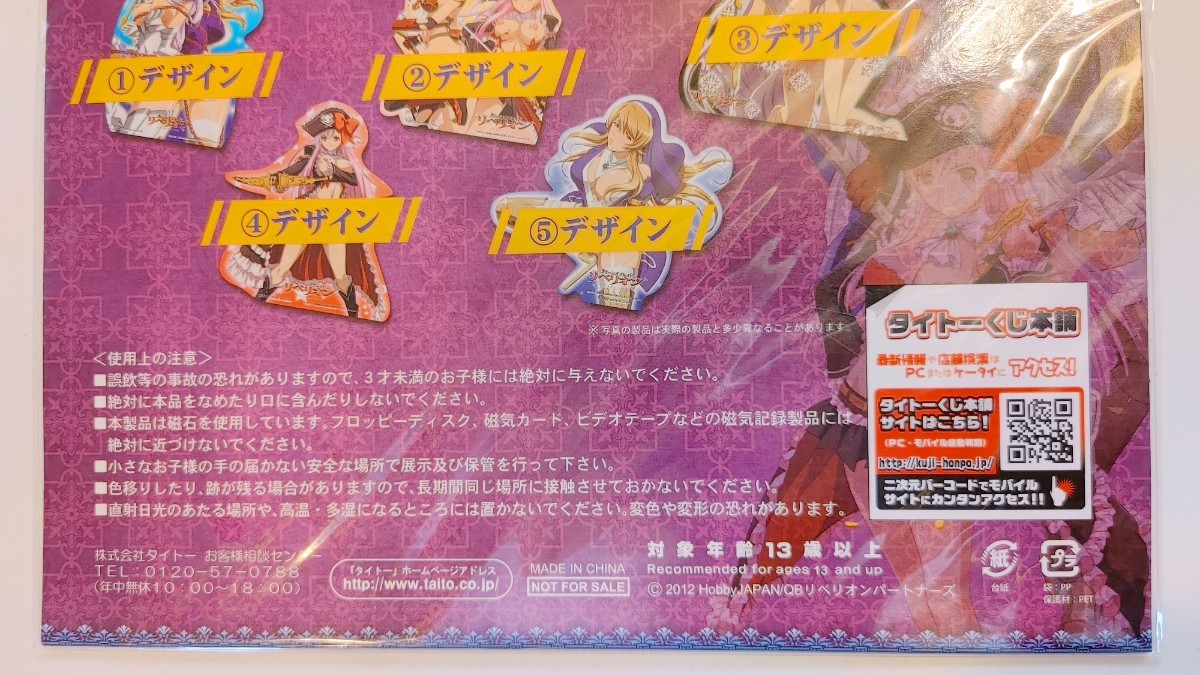 ①デザイン
②デザイン
③デザイン
リベリオン
リベリオン
④デザイン
⑤デザイン
リベリオン
リベリオン
※写真の製品は実際の製品と多少異なることがあります。
＜使用上の注意＞
■誤飲等の事故の恐れがありますので、3才未満のお子様には絶対に与えないでください。
■絶対に本品をなめたり口に含んだりしないでください。
■本製品は磁石を使用しています。フロッピーディスク、磁気カード、ビデオテープなどの磁気記録製品には
絶対に近づけないでください。
■小さなお子様の手の届かない安全な場所で展示及び保管を行って下さい。
■色移りしたり、跡が残る場合がありますので、長期間同じ場所に接触させておかないでください。
■直射日光のあたる場所や、高温・多湿になるところには置かないでください。変色や変形の恐れがあります。
タイトーくじ本舗
最新情報や店舗検索は
PCまたはケータイに アクセス!
タイトーくじ本舗
サイトはこちら!
(PC・モバイル自動判別)
http://kuji-honpo.jp/
二次元バーコードでモバイル
サイトにカンタンアクセス!!
株式会社タイトー お客様相談センター
TEL:0120-57-0788
(年中無休10:00～18:00)
「タイトー」ホームページアドレス
http://www.taito.co.jp/
MADE IN CHINA
NOT FOR SALE
対象年齢13歳以上
Recommended for ages 13 and up
© 2012 HobbyJAPAN/QBリベリオンパートナーズ
紙
台紙
プラ
袋:PP
保護材:PET